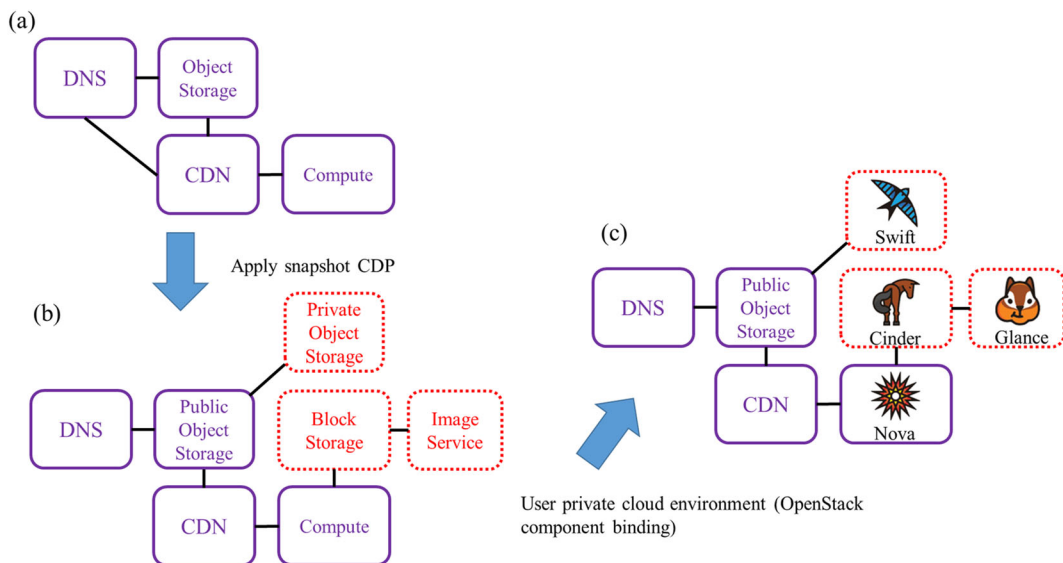 (a)
DNS
Object
Storage
CDN
Compute
Apply snapshot CDP
(b)
Private
Object
Storage
DNS
Public
Object
Storage
Block
Storage
Image
Service
CDN
Compute
(c)
Swift
DNS
Public
Object
Storage
Cinder
Glance
CDN
Nova
User private cloud environment (OpenStack
component binding)